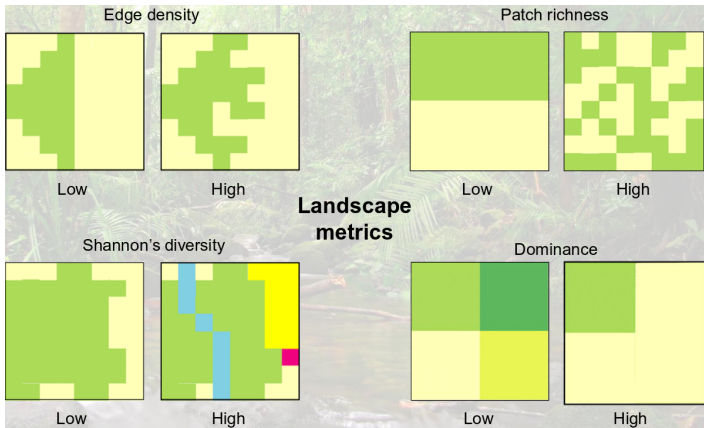 Edge density
Patch richness
Low
High
Low
High
Landscape
metrics
Shannon's diversity
Dominance
Low
High
Low
High